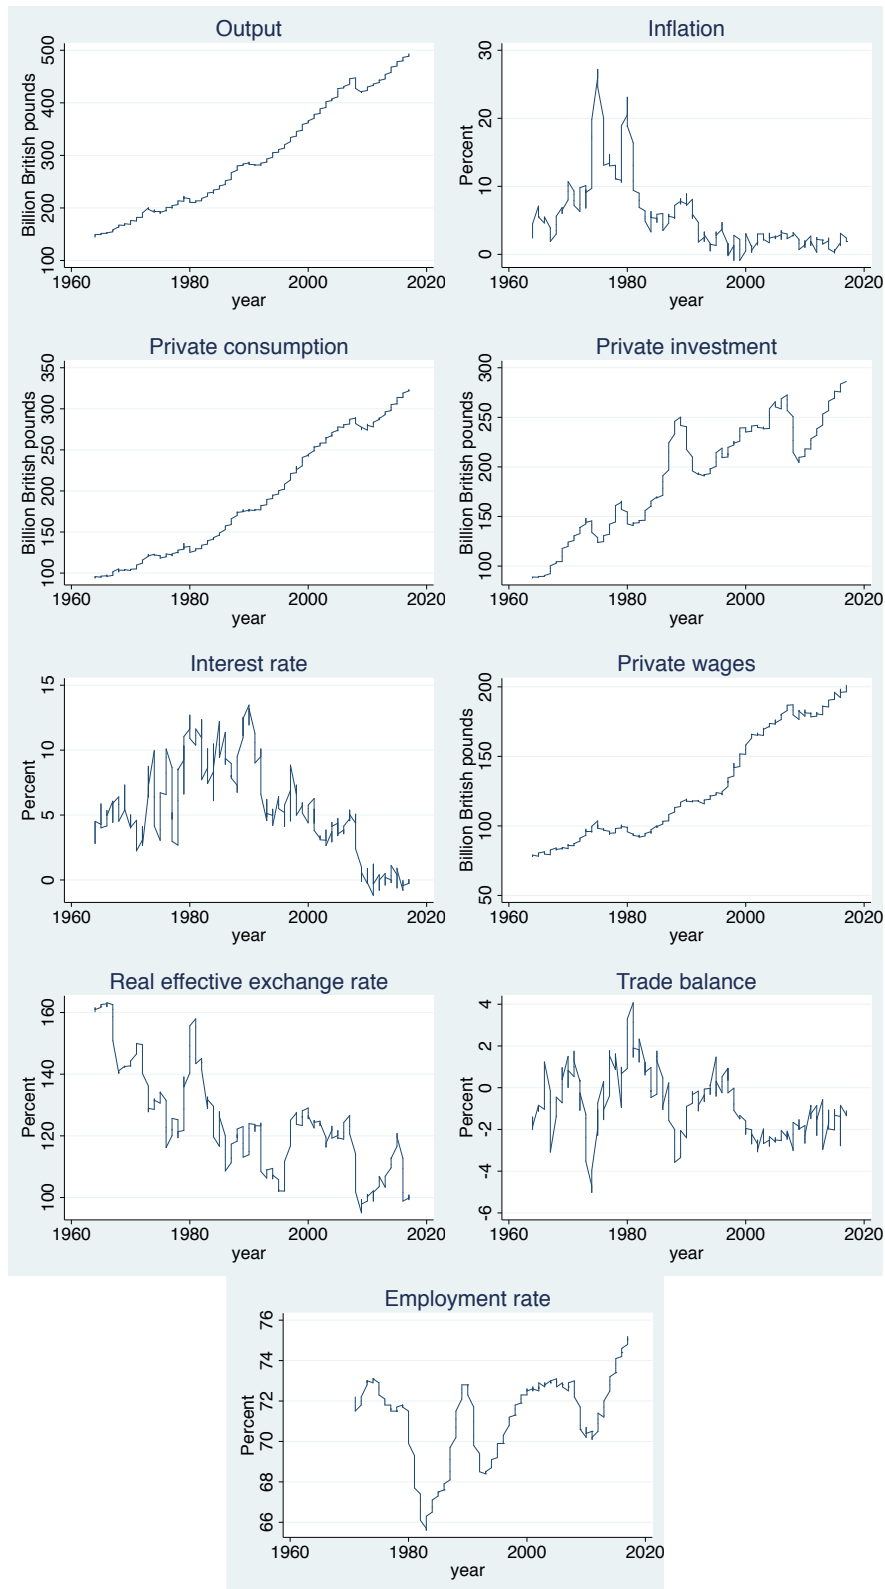 Output
Billion British pounds
500
400
300
200
100
1960 1980 2000 2020
year
Inflation
Percent
30
20
10
0
1960 1980 2000 2020
year
Private consumption
Billion British pounds
350
300
250
200
150
100
1960 1980 2000 2020
year
Private investment
Billion British pounds
300
250
200
150
100
1960 1980 2000 2020
year
Interest rate
Percent
15
10
5
0
1960 1980 2000 2020
year
Private wages
Billion British pounds
200
150
100
50
1960 1980 2000 2020
year
Real effective exchange rate
Percent
160
140
120
100
1960 1980 2000 2020
year
Trade balance
Percent
4
2
0
-2
-4
-6
1960 1980 2000 2020
year
Employment rate
Percent
76
74
72
70
68
66
1960 1980 2000 2020
year